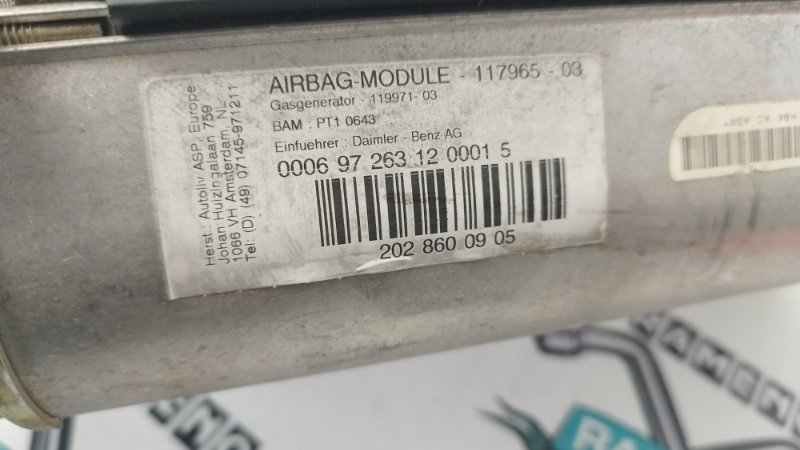 AIRBAG-MODULE - 117965 - 03
Gasgenerator - 119971- 03
BAM : PT1 0643
Einfuehrer : Daimler - Benz AG
0006 97 263 12 0001 5
202 860 09 05
Herst.: Autoliv ASP, Europe
Johan Huizingalaan 759
1066 VH Amsterdam, NL
Tel: (D) (49) 07145-971211